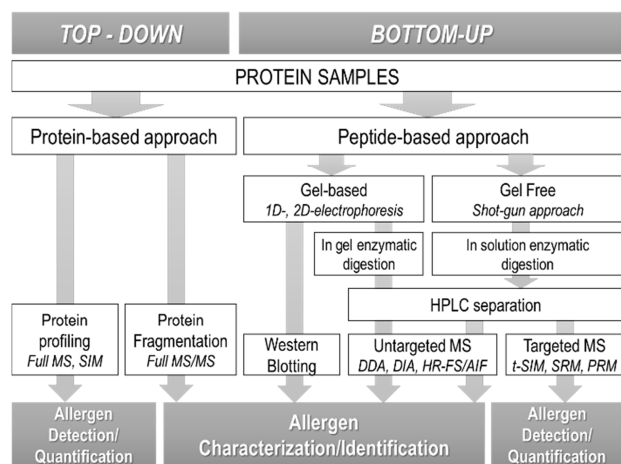 TOP - DOWN
BOTTOM-UP
PROTEIN SAMPLES
Protein-based approach
Peptide-based approach
Gel-based
1D-, 2D-electrophoresis
Gel Free
Shot-gun approach
In gel enzymatic
digestion
In solution enzymatic
digestion
HPLC separation
Protein
profiling
Full MS, SIM
Protein
Fragmentation
Full MS/MS
Western
Blotting
Untargeted MS
DDA, DIA, HR-FS/AIF
Targeted MS
t-SIM, SRM, PRM
Allergen
Detection/
Quantification
Allergen
Characterization/Identification
Allergen
Detection/
Quantification